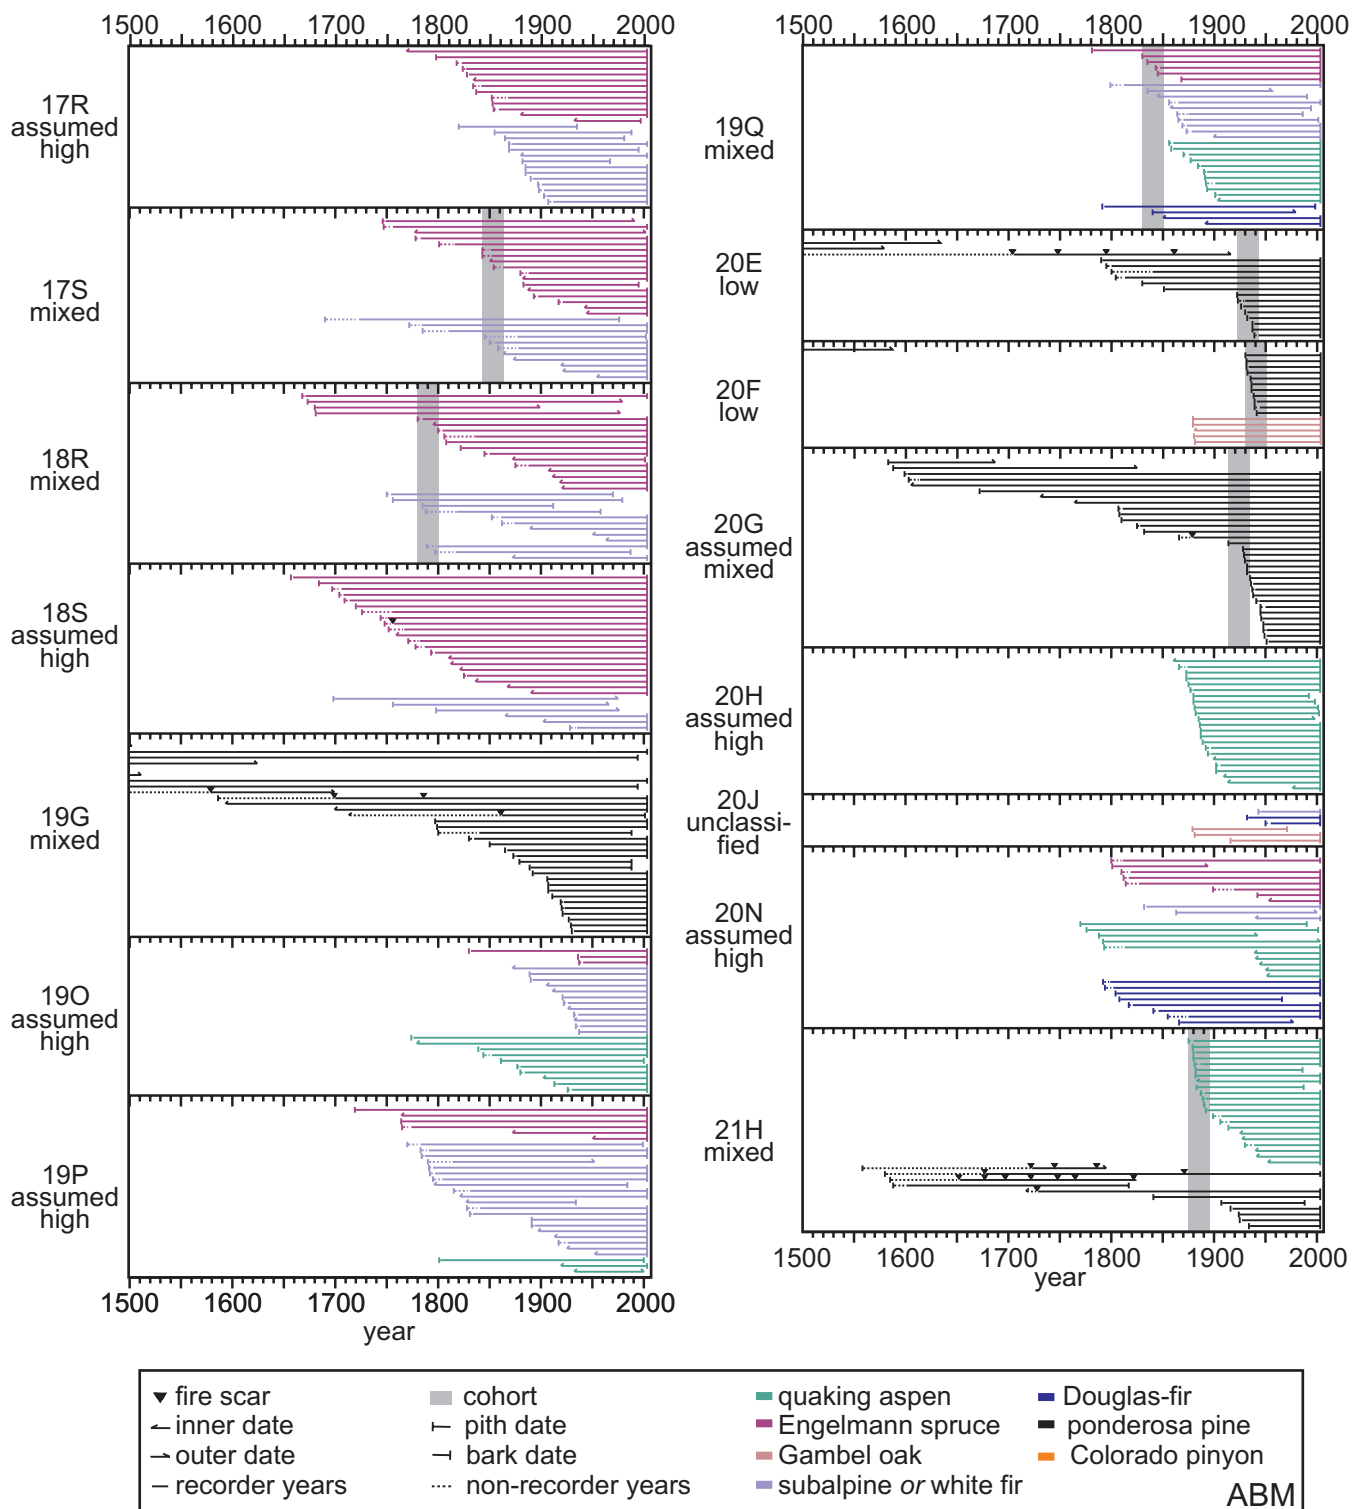 1500 1600 1700 1800 1900 2000
17R
assumed
high
17S
mixed
18R
mixed
18S
assumed
high
19G
mixed
19O
assumed
high
19P
assumed
high
1500 1600 1700 1800 1900 2000
year
1500 1600 1700 1800 1900 2000
19Q
mixed
20E
low
20F
low
20G
assumed
mixed
20H
assumed
high
20J
unclassi-
fied
20N
assumed
high
21H
mixed
1500 1600 1700 1800 1900 2000
year
fire scar
inner date
outer date
recorder years
cohort
pith date
bark date
non-recorder years
quaking aspen
Engelmann spruce
Gambel oak
subalpine or white fir
Douglas-fir
ponderosa pine
Colorado pinyon
ABM